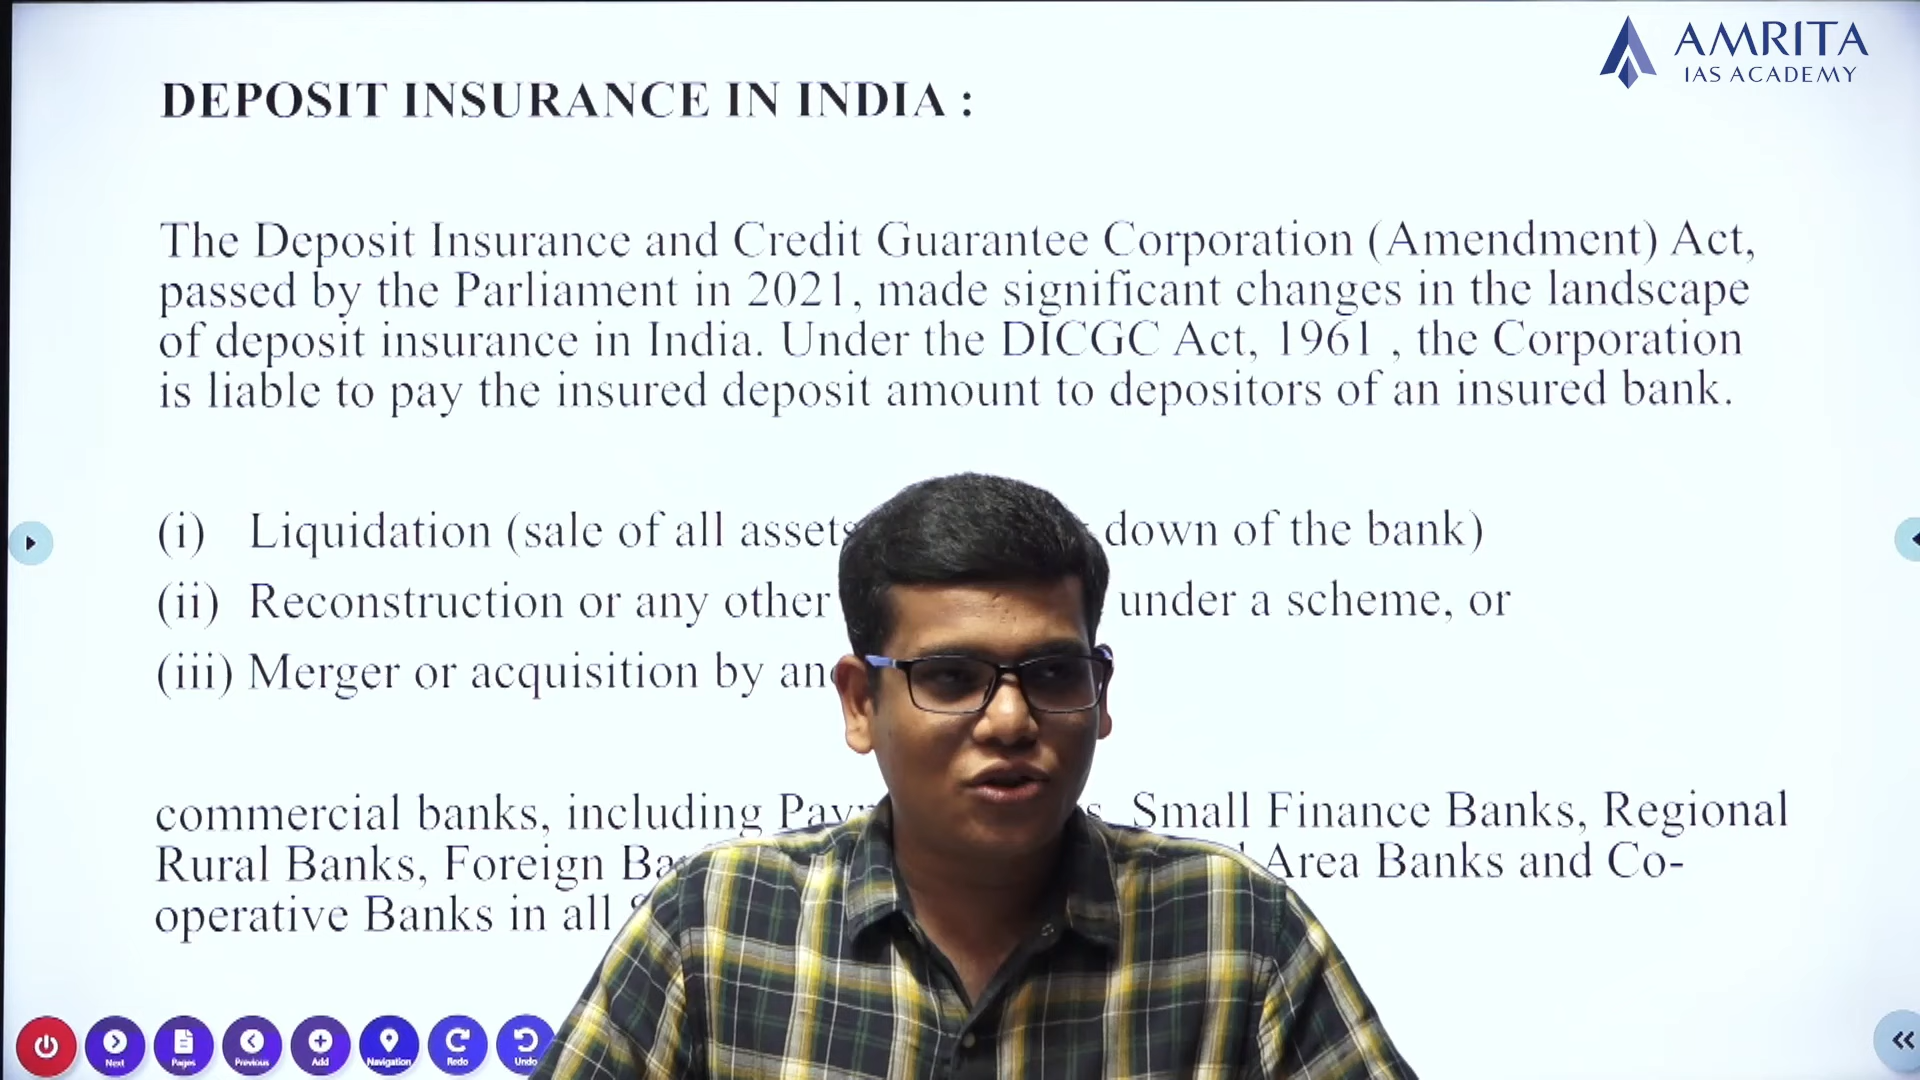 AMRITA
IAS ACADEMY
DEPOSIT INSURANCE IN INDIA :
The Deposit Insurance and Credit Guarantee Corporation (Amendment) Act,
passed by the Parliament in 2021, made significant changes in the landscape
of deposit insurance in India. Under the DICGC Act, 1961 , the Corporation
is liable to pay the insured deposit amount to depositors of an insured bank.
(i) Liquidation (sale of all assets down of the bank)
(ii) Reconstruction or any other under a scheme, or
(iii) Merger or acquisition by
commercial banks, including Small Finance Banks, Regional
Rural Banks, Foreign Area Banks and Co-
operative Banks in all
Next
Pages
Previous
Add
Navigation
Redo
Undo